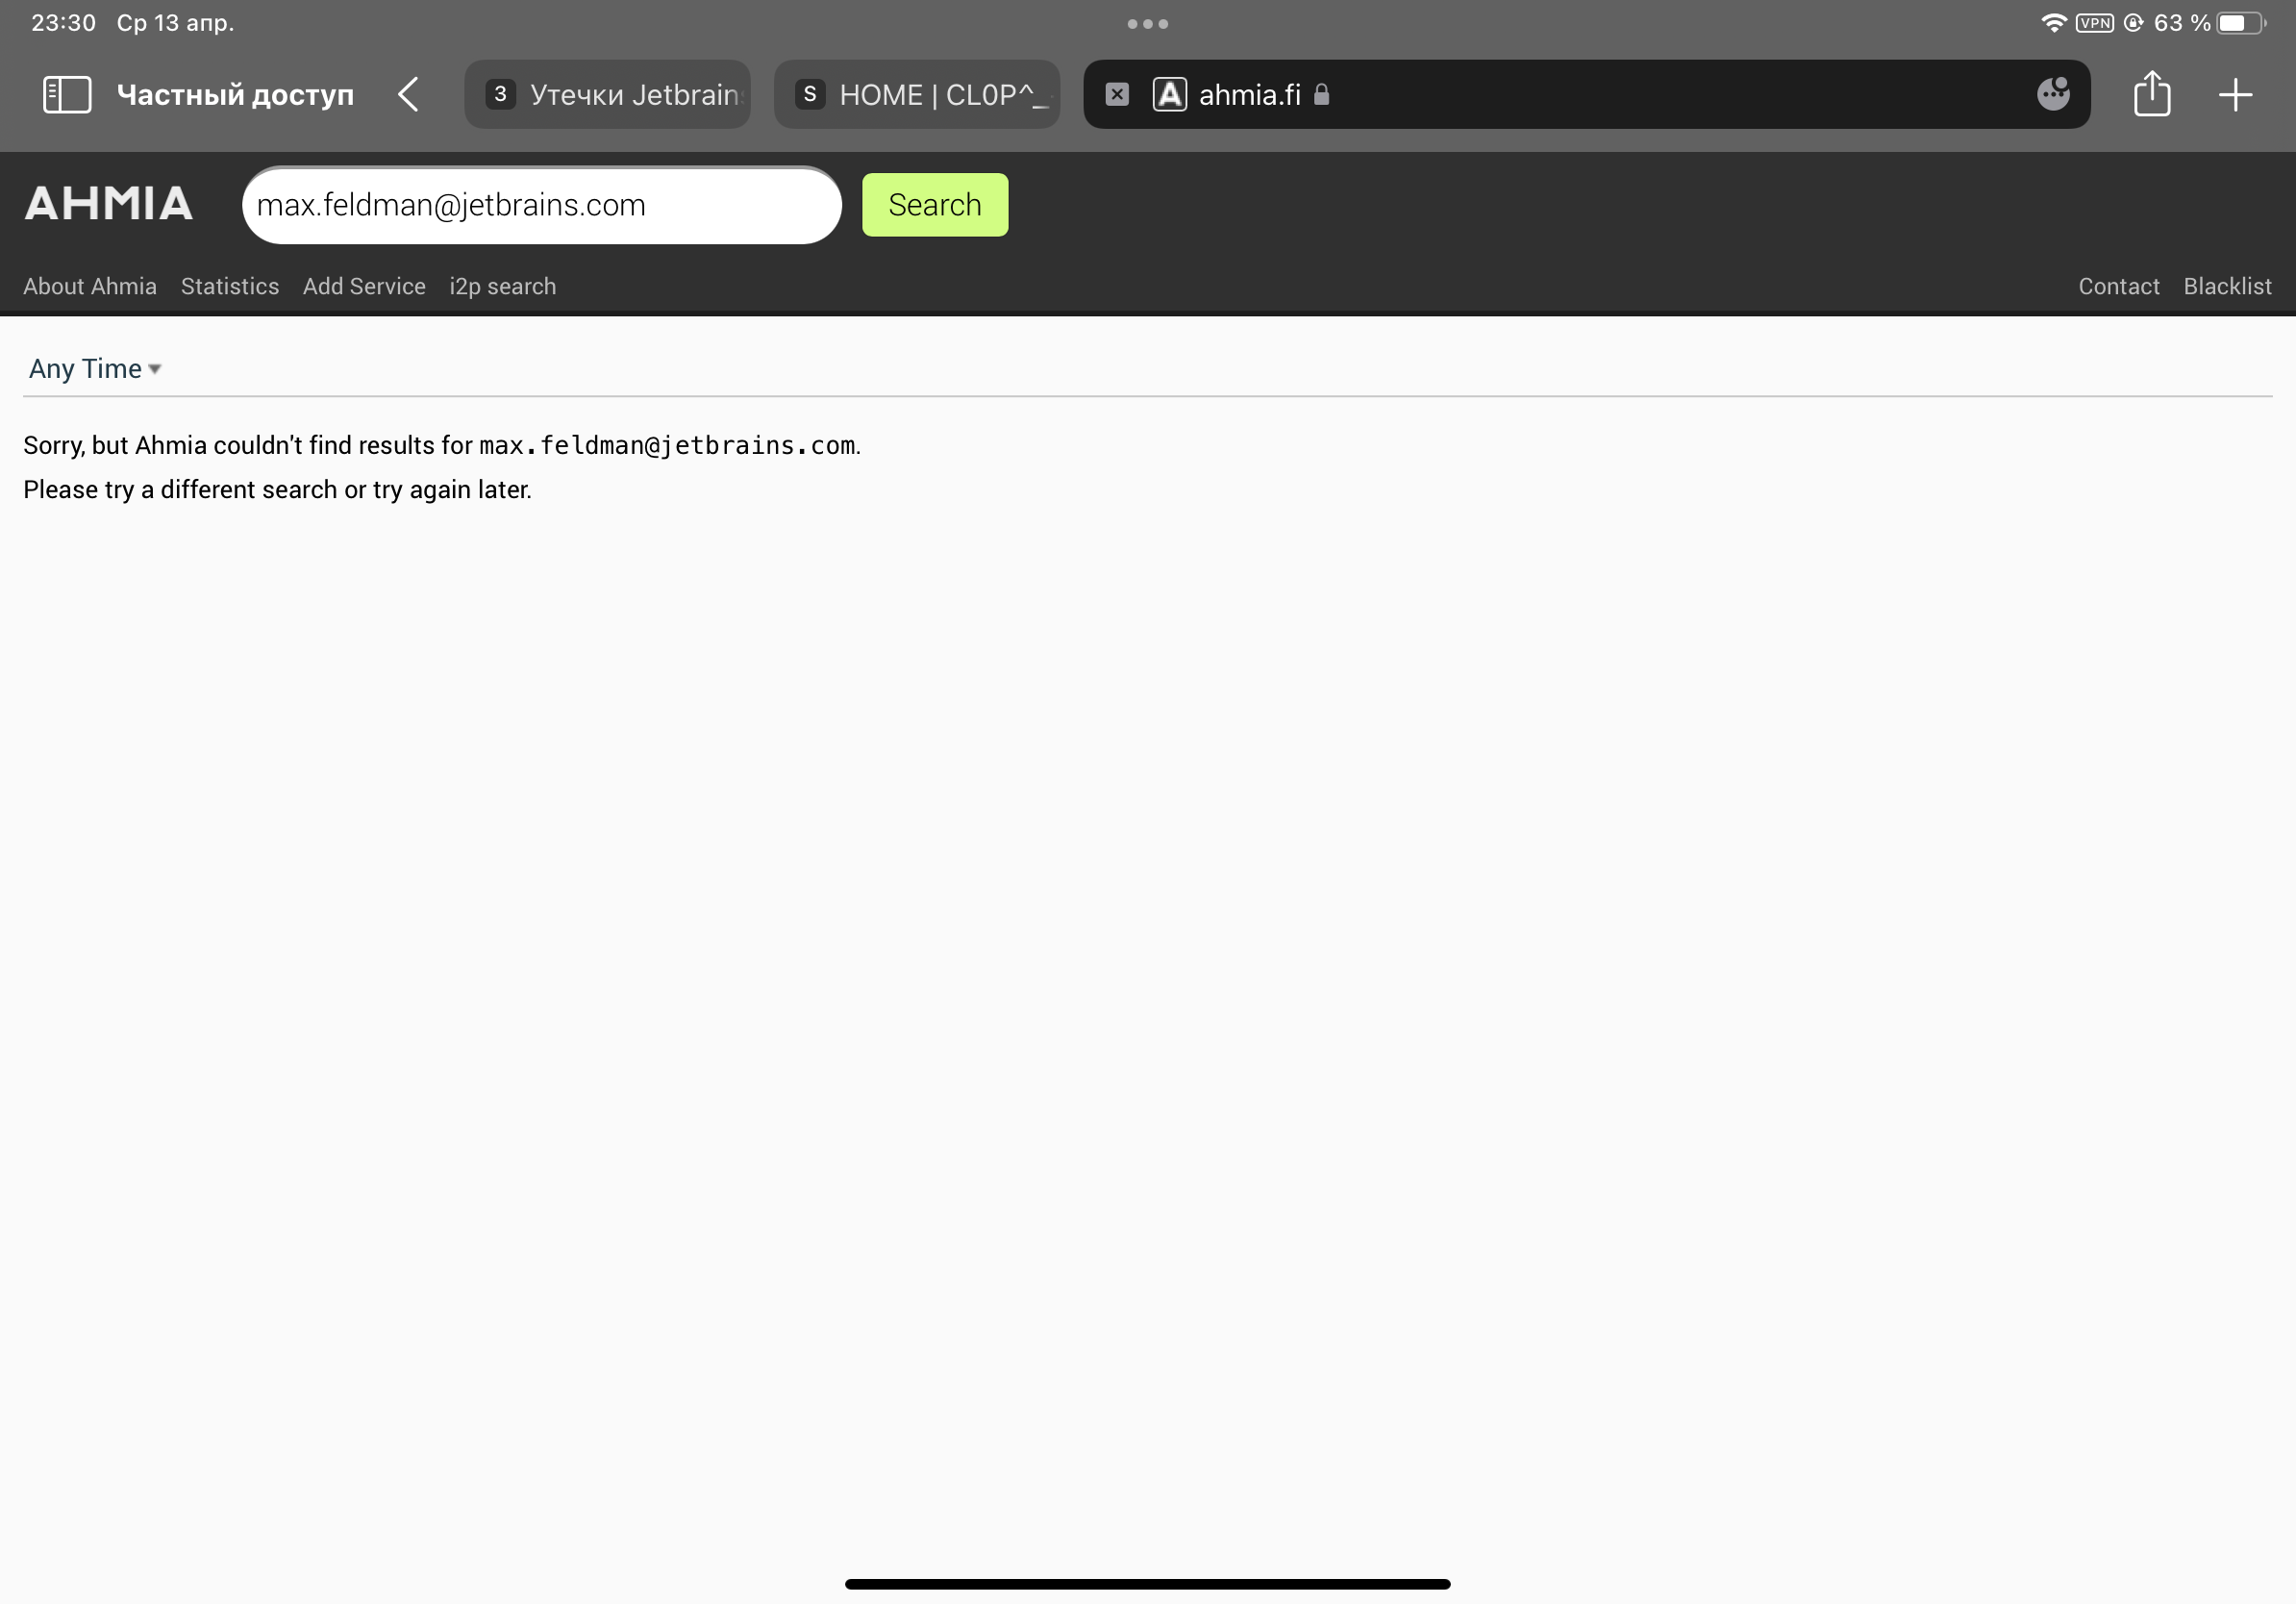 23:30 Ср 13 апр.
VPN 63 %
Частный доступ
3 Утечки Jetbrain
S HOME | CL0P^_
A ahmia.fi
AHMIA
max.feldman@jetbrains.com
Search
About Ahmia Statistics Add Service i2p search
Contact Blacklist
Any Time
Sorry, but Ahmia couldn't find results for max.feldman@jetbrains.com.
Please try a different search or try again later.